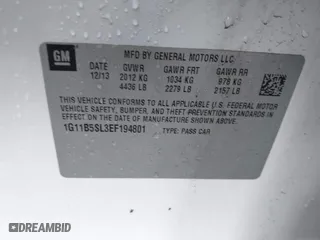 GM
MFD BY GENERAL MOTORS LLC
DATE GVWR GAWR FRT GAWR RR
12/13 2012 KG 1034 KG 978 KG
4436 LB 2279 LB 2157 LB
THIS VEHICLE CONFORMS TO ALL APPLICABLE U.S. FEDERAL MOTOR
VEHICLE SAFETY, BUMPER, AND THEFT PREVENTION STANDARDS IN
EFFECT ON THE DATE OF MANUFACTURE SHOWN ABOVE.
1G11B5SL3EF194801 TYPE: PASS CAR
© AUTOBIDMASTER